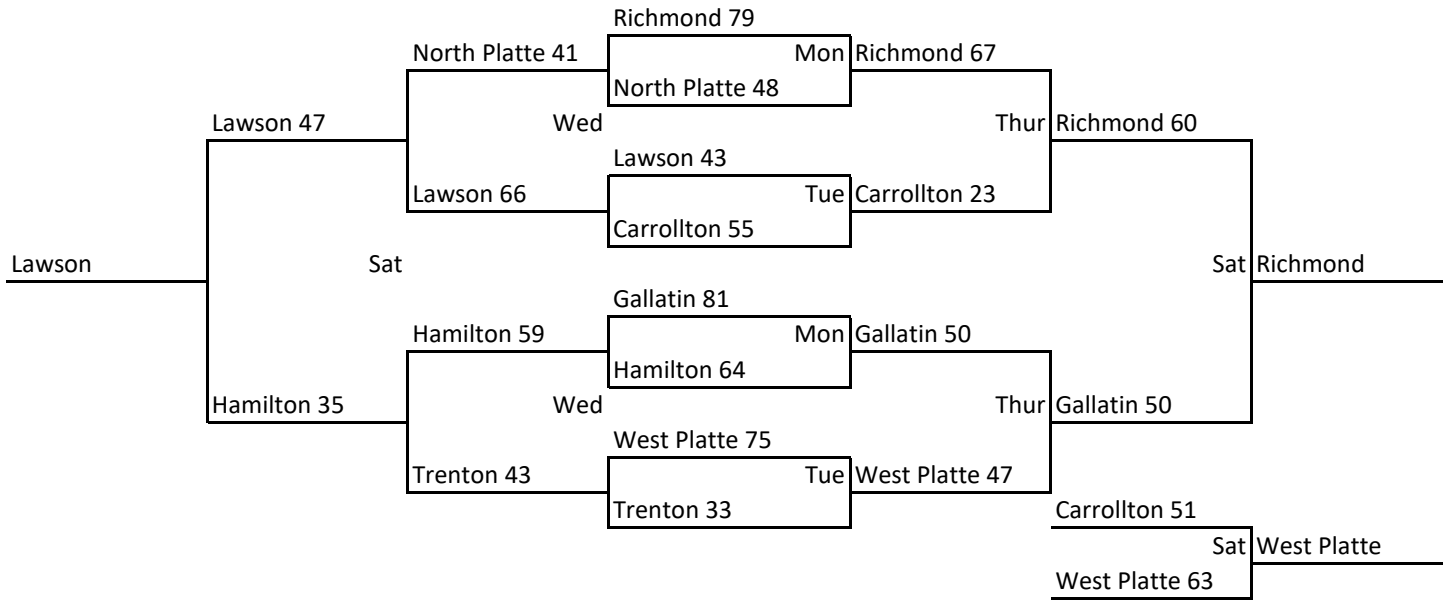 Richmond 79
North Platte 41
Mon
Richmond 67
North Platte 48
Lawson 47
Wed
Thur
Richmond 60
Lawson 43
Lawson 66
Tue
Carrollton 23
Carrollton 55
Lawson
Sat
Sat
Richmond
Gallatin 81
Hamilton 59
Mon
Gallatin 50
Hamilton 64
Hamilton 35
Wed
Thur
Gallatin 50
West Platte 75
Trenton 43
Tue
West Platte 47
Trenton 33
Carrollton 51
Sat
West Platte
West Platte 63